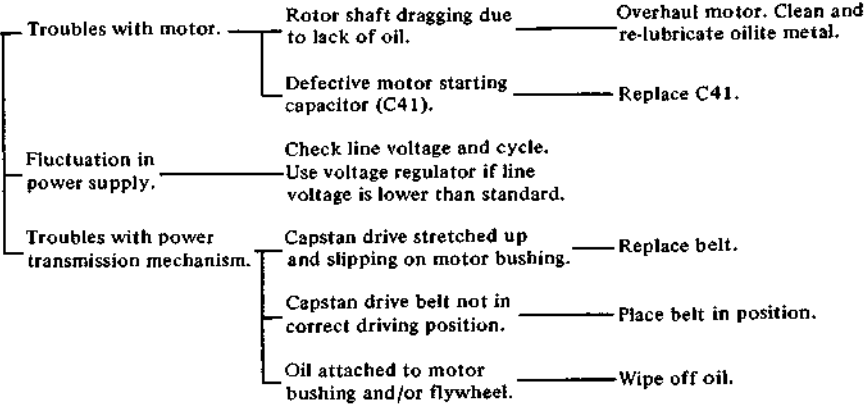 Troubles with motor.
Rotor shaft dragging due
to lack of oil.
Overhaul motor. Clean and
re-lubricate oilite metal.
Defective motor starting
capacitor (C41).
Replace C41.
Fluctuation in
power supply.
Check line voltage and cycle.
Use voltage regulator if line
voltage is lower than standard.
Troubles with power
transmission mechanism.
Capstan drive stretched up
and slipping on motor bushing.
Replace belt.
Capstan drive belt not in
correct driving position.
Place belt in position.
Oil attached to motor
bushing and/or flywheel.
Wipe off oil.